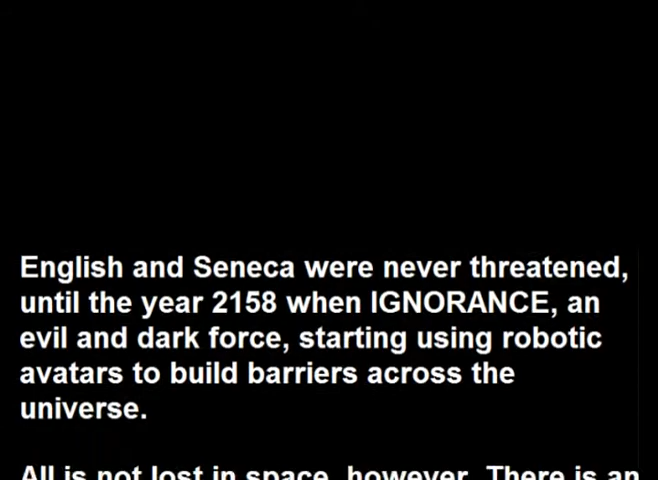 English and Seneca were never threatened,
until the year 2158 when IGNORANCE, an
evil and dark force, starting using robotic
avatars to build barriers across the
universe.
All is not lost in space, however. There is an